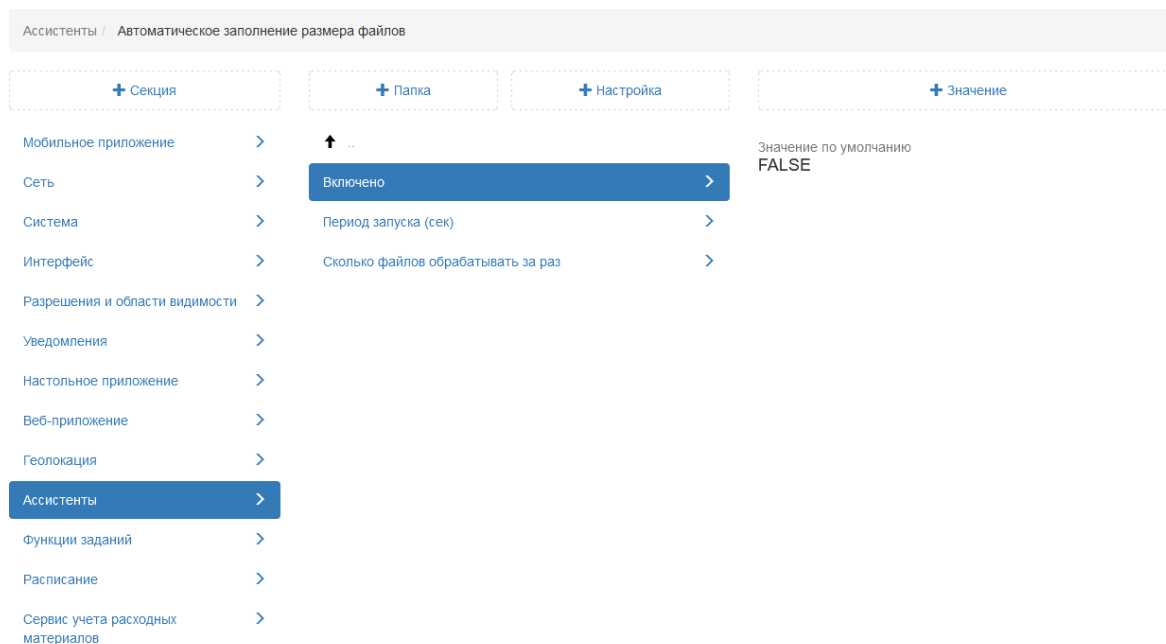 Ассистенты / Автоматическое заполнение размера файлов
Секция
Папка
Настройка
Значение
Мобильное приложение
Сеть
Система
Интерфейс
Разрешения и области видимости
Уведомления
Настольное приложение
Веб-приложение
Геолокация
Ассистенты
Функции заданий
Расписание
Сервис учета расходных
материалов
..
Включено
Период запуска (сек)
Сколько файлов обрабатывать за раз
Значение по умолчанию
FALSE